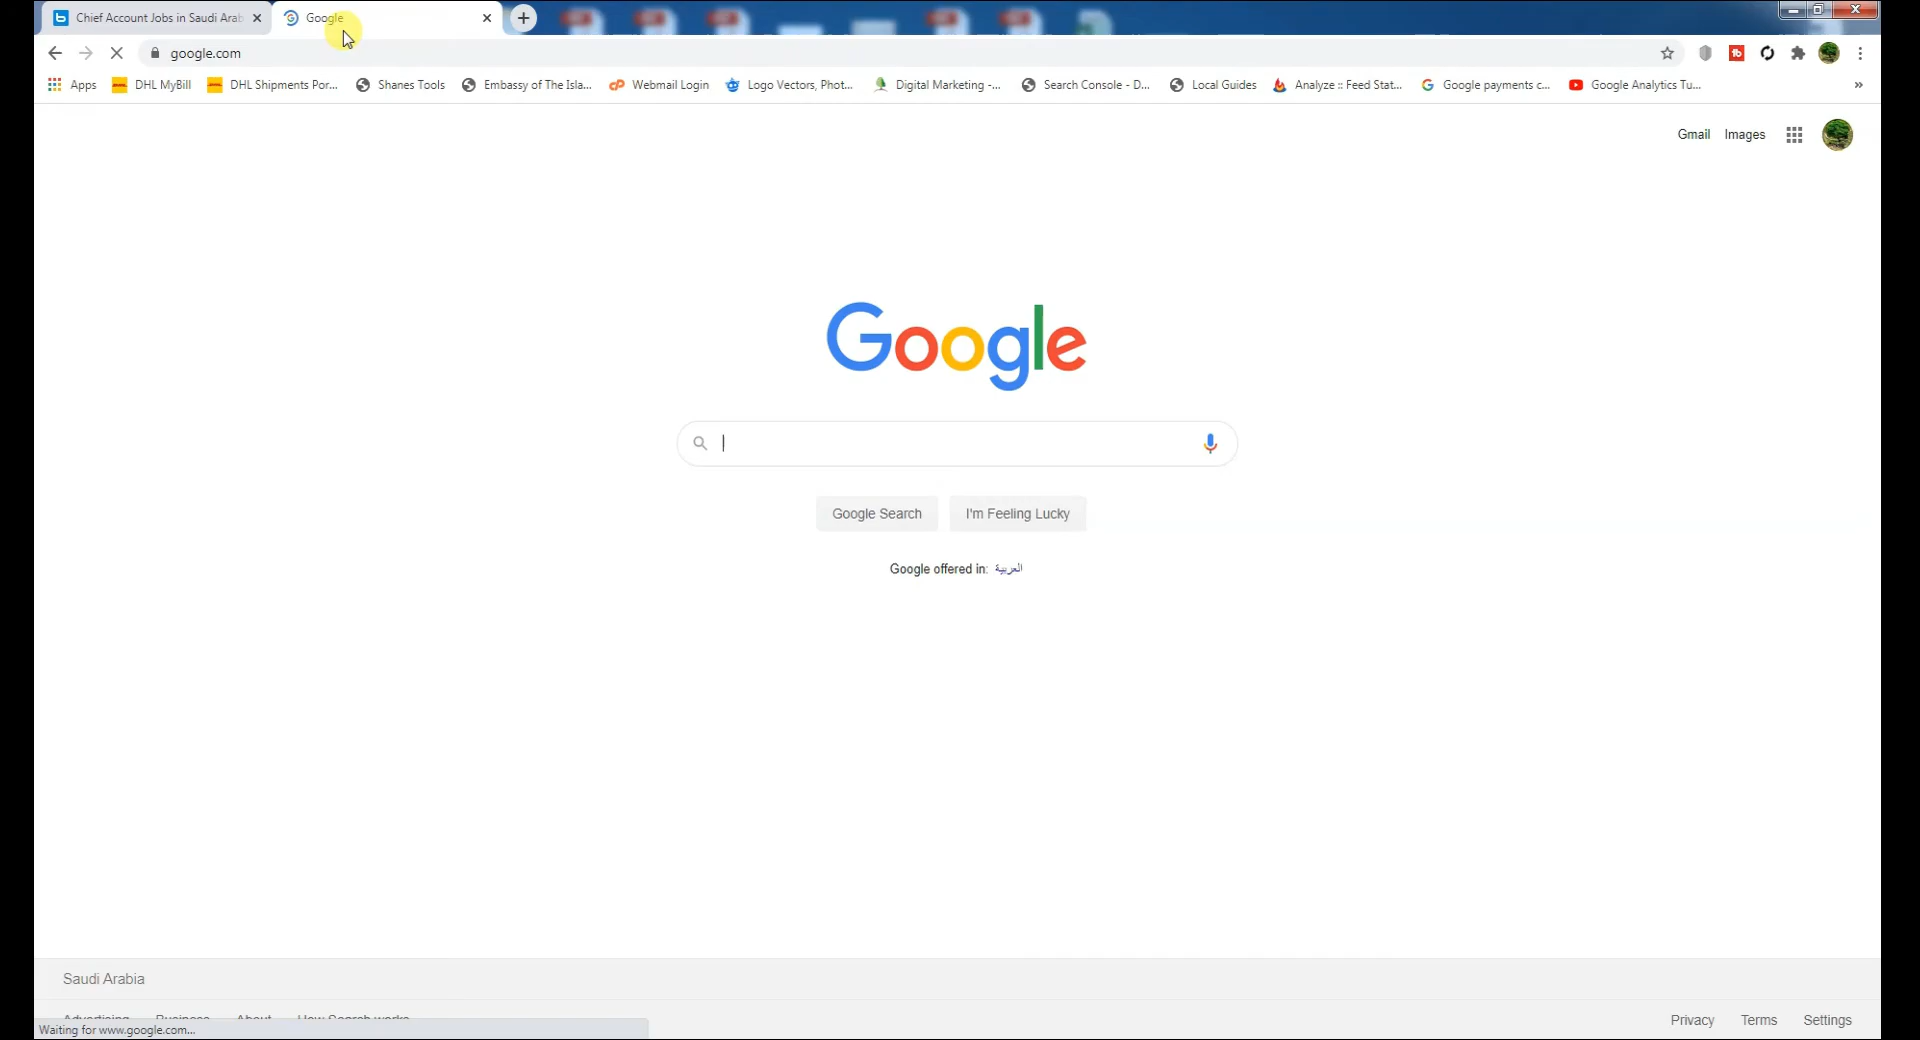 Chief Account Jobs in Saudi Arab
Google
google.com
Apps
DHL MyBill
DHL Shipments Por...
Shanes Tools
Embassy of The Isla...
Webmail Login
Logo Vectors, Phot...
Digital Marketing -...
Search Console - D...
Local Guides
Analyze :: Feed Stat...
Google payments c...
Google Analytics Tu...
»
Gmail Images
Google
Google Search
I'm Feeling Lucky
Google offered in: العربية
Saudi Arabia
Advertising Business About How Search works
Waiting for www.google.com...
Privacy Terms Settings